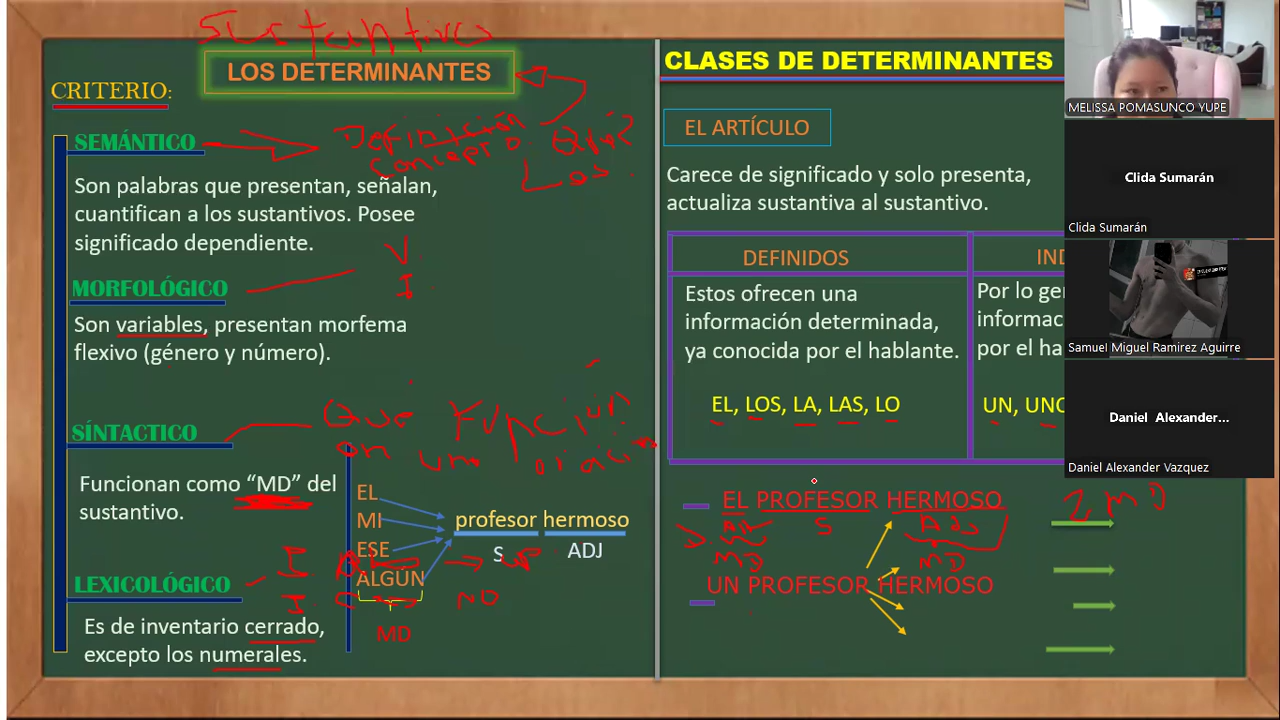 Sustantivo
LOS DETERMINANTES
CRITERIO:
SEMÁNTICO
Definición
concepto
Qué?
Los
Son palabras que presentan, señalan,
cuantifican a los sustantivos. Posee
significado dependiente.
V
I
MORFOLÓGICO
Son variables, presentan morfema
flexivo (género y número).
Que función
SÍNTACTICO
en una oración
Funcionan como “MD” del
sustantivo.
EL
MI
ESE
ALGÚN
profesor hermoso
S
ADJ
MD
LEXICOLÓGICO
I
I
NO
Es de inventario cerrado,
excepto los numerales.
CLASES DE DETERMINANTES
EL ARTÍCULO
Carece de significado y solo presenta,
actualiza sustantiva al sustantivo.
DEFINIDOS
Estos ofrecen una
información determinada,
ya conocida por el hablante.
EL, LOS, LA, LAS, LO
IND
Por lo gen
informac
por el ha
UN, UNO
EL PROFESOR HERMOSO
S
MD
MD
2 MD
UN PROFESOR HERMOSO
MELISSA POMASUNCO YUPE
Clida Sumarán
Clida Sumarán
Samuel Miguel Ramirez Aguirre
Daniel Alexander...
Daniel Alexander Vazquez